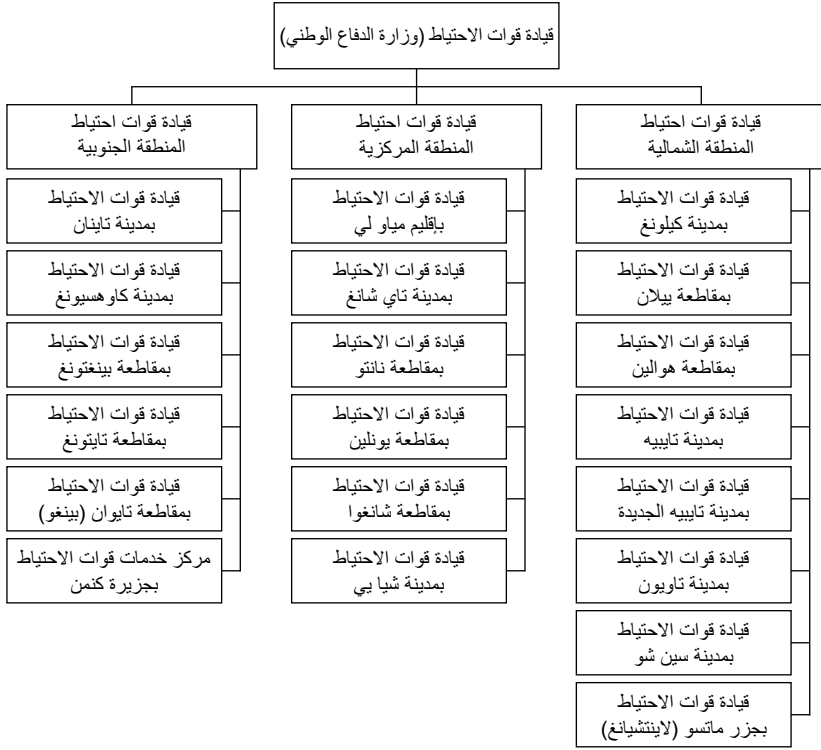 قيادة قوات الاحتياط (وزارة الدفاع الوطني)
قيادة قوات احتياط
المنطقة الشمالية
قيادة قوات الاحتياط
بمدينة كيلونغ
قيادة قوات الاحتياط
بمقاطعة ييلان
قيادة قوات الاحتياط
بمقاطعة هوالين
قيادة قوات الاحتياط
بمدينة تايبيه
قيادة قوات الاحتياط
بمدينة تايبيه الجديدة
قيادة قوات الاحتياط
بمدينة تاويون
قيادة قوات الاحتياط
بمدينة سين شو
قيادة قوات الاحتياط
بجزر ماتسو (لاينتشيانغ)
قيادة قوات احتياط
المنطقة المركزية
قيادة قوات الاحتياط
بإقليم مياو لي
قيادة قوات الاحتياط
بمدينة تاي شانغ
قيادة قوات الاحتياط
بمقاطعة نانتو
قيادة قوات الاحتياط
بمقاطعة يونلين
قيادة قوات الاحتياط
بمقاطعة شانغوا
قيادة قوات الاحتياط
بمدينة شيا يي
قيادة قوات احتياط
المنطقة الجنوبية
قيادة قوات الاحتياط
بمدينة تاينان
قيادة قوات الاحتياط
بمدينة كاوهسيونغ
قيادة قوات الاحتياط
بمقاطعة بينغتونغ
قيادة قوات الاحتياط
بمقاطعة تايتونغ
قيادة قوات الاحتياط
بمقاطعة تايوان (بينغو)
مركز خدمات قوات الاحتياط
بجزيرة كنمن